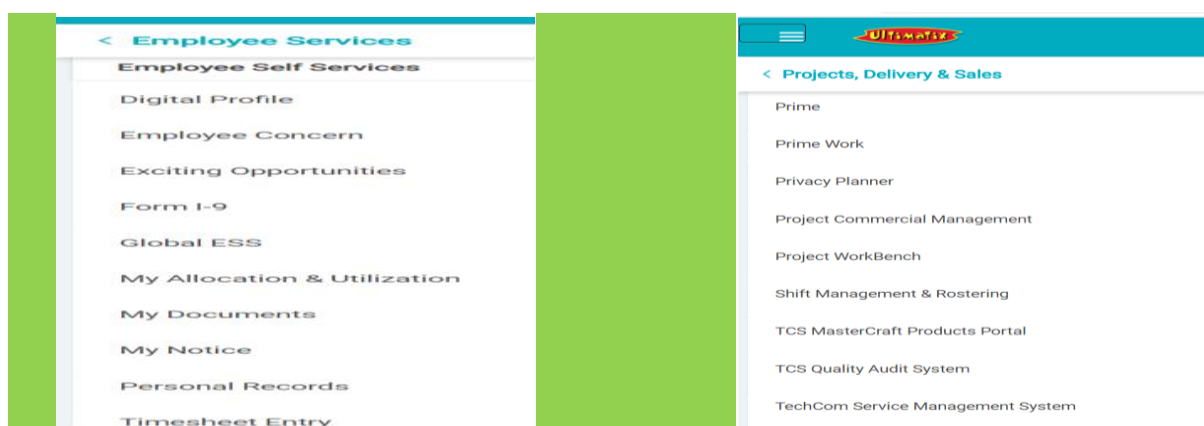 < Employee Services
Employee Self Services
Digital Profile
Employee Concern
Exciting Opportunities
Form I-9
Global ESS
My Allocation & Utilization
My Documents
My Notice
Personal Records
Timesheet Entry
Ultimatix
< Projects, Delivery & Sales
Prime
Prime Work
Privacy Planner
Project Commercial Management
Project WorkBench
Shift Management & Rostering
TCS MasterCraft Products Portal
TCS Quality Audit System
TechCom Service Management System